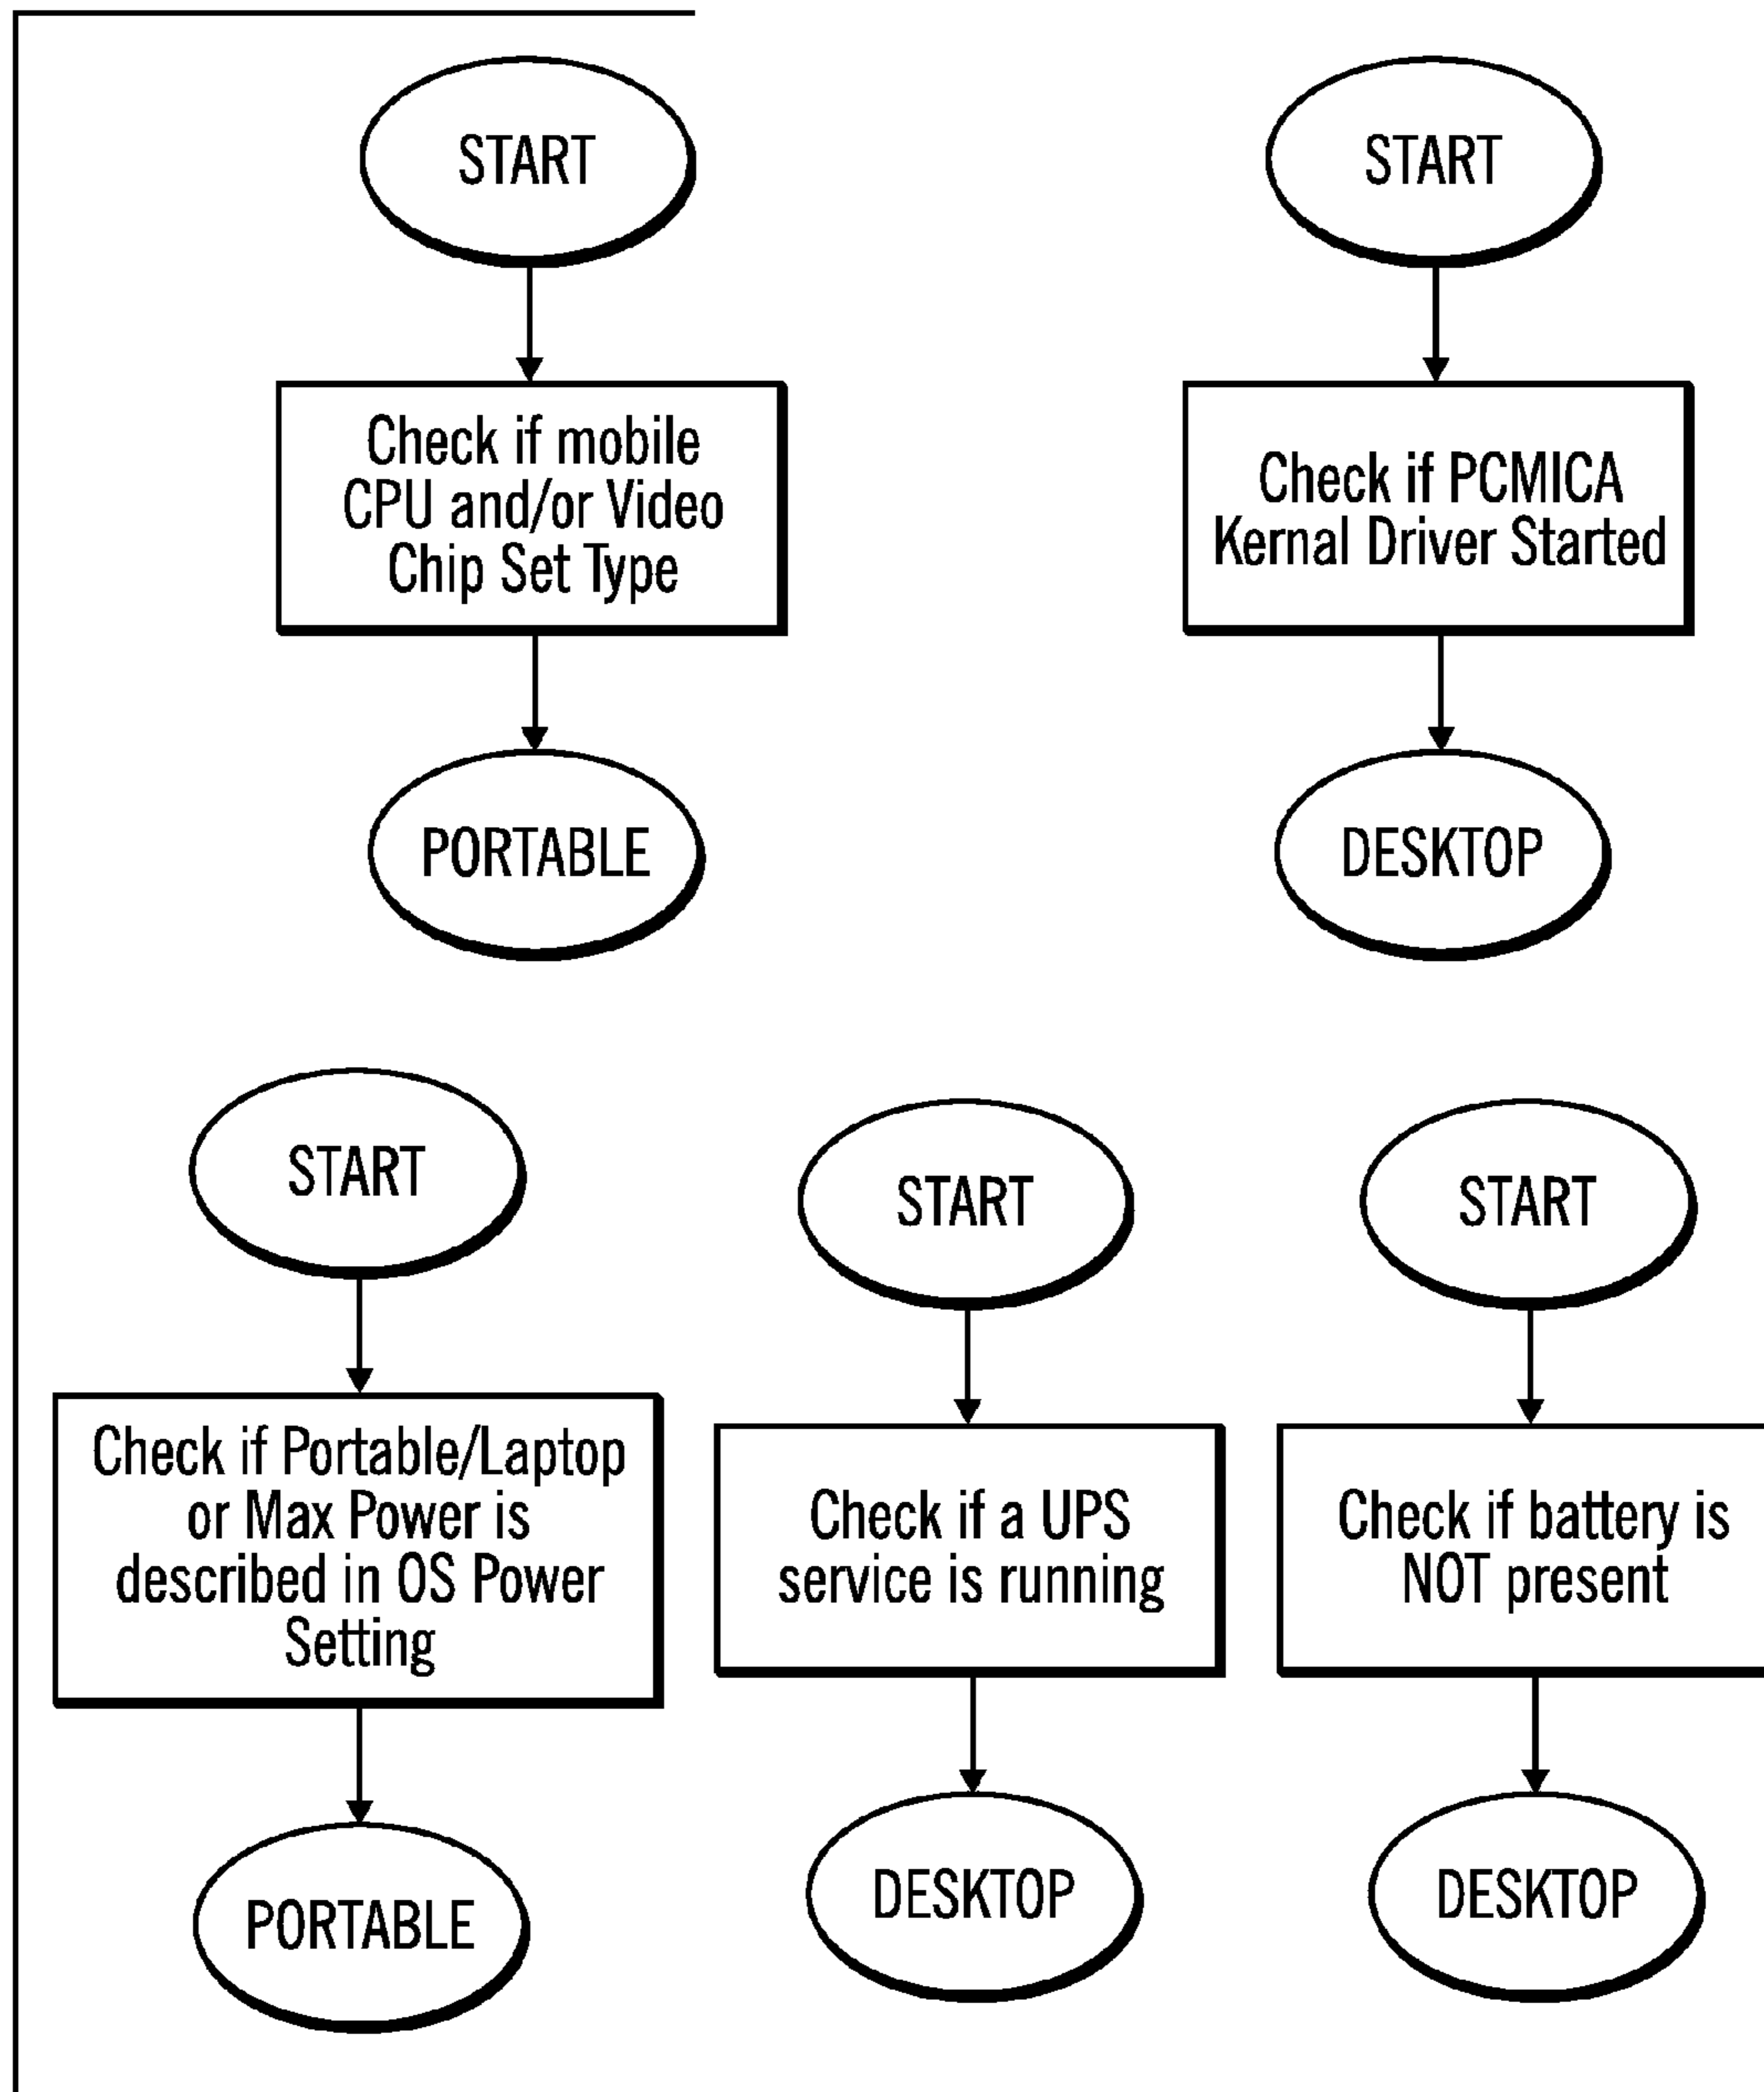 START
Check if mobile
CPU and/or Video
Chip Set Type
PORTABLE
START
Check if PCMICA
Kernal Driver Started
DESKTOP
START
Check if Portable/Laptop
or Max Power is
described in OS Power
Setting
PORTABLE
START
Check if a UPS
service is running
DESKTOP
START
Check if battery is
NOT present
DESKTOP